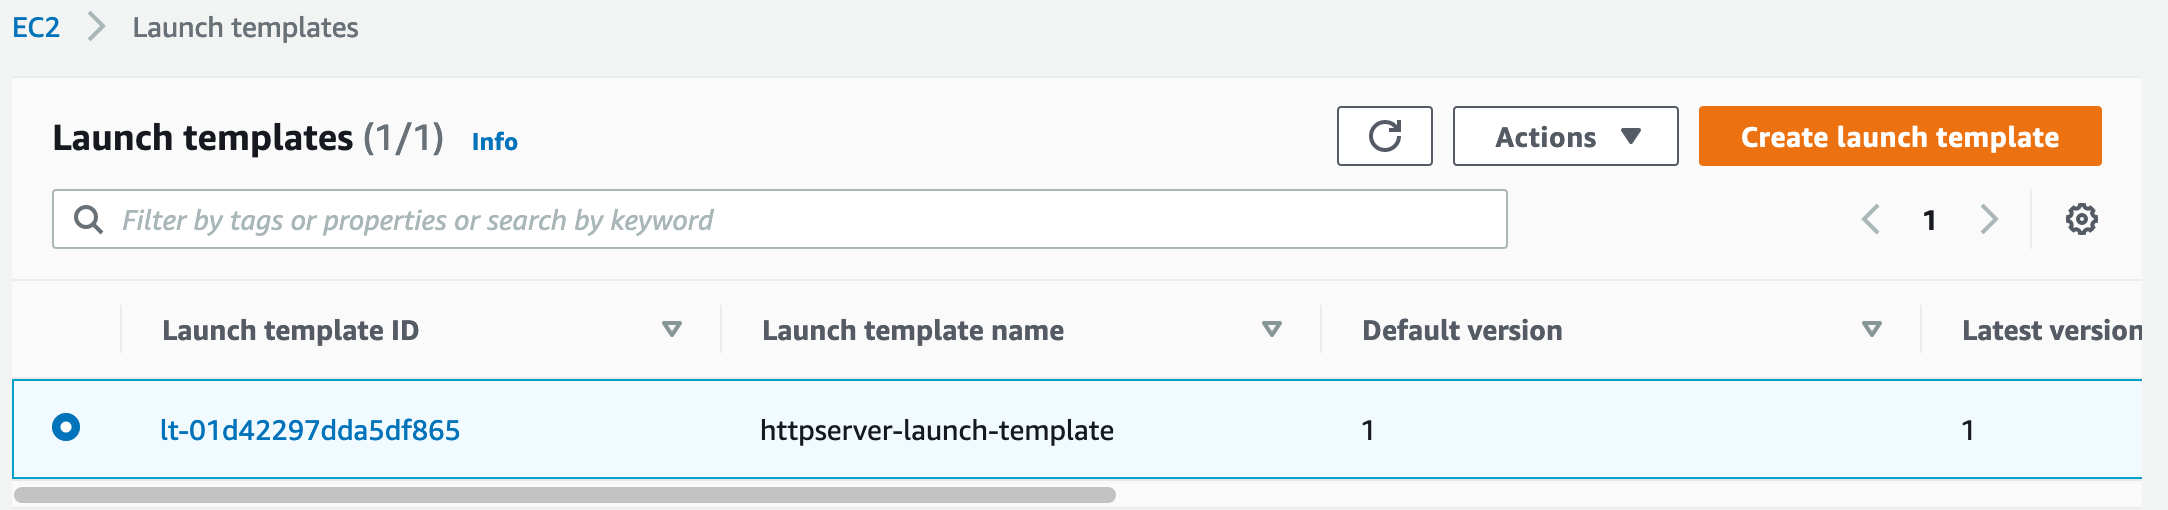 EC2 Launch templates
Launch templates (1/1) Info Actions Create launch template
Filter by tags or properties or search by keyword 1
Launch template ID Launch template name Default version Latest version
lt-01d42297dda5df865 httpserver-launch-template 1 1